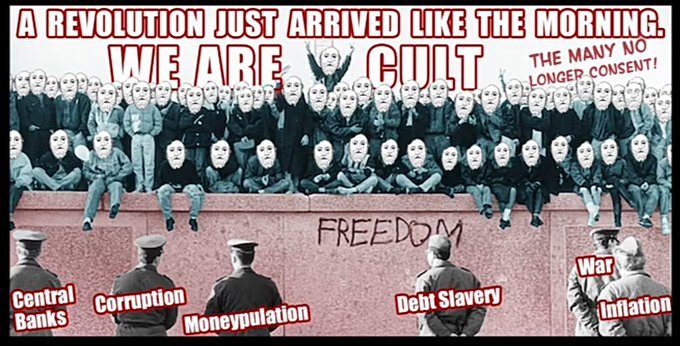 A REVOLUTION JUST ARRIVED LIKE THE MORNING.
WE ARE CULT
THE MANY NO
LONGER CONSENT!
FREEDOM
Central
Banks
Corruption
Moneypulation
Debt Slavery
War
Inflation